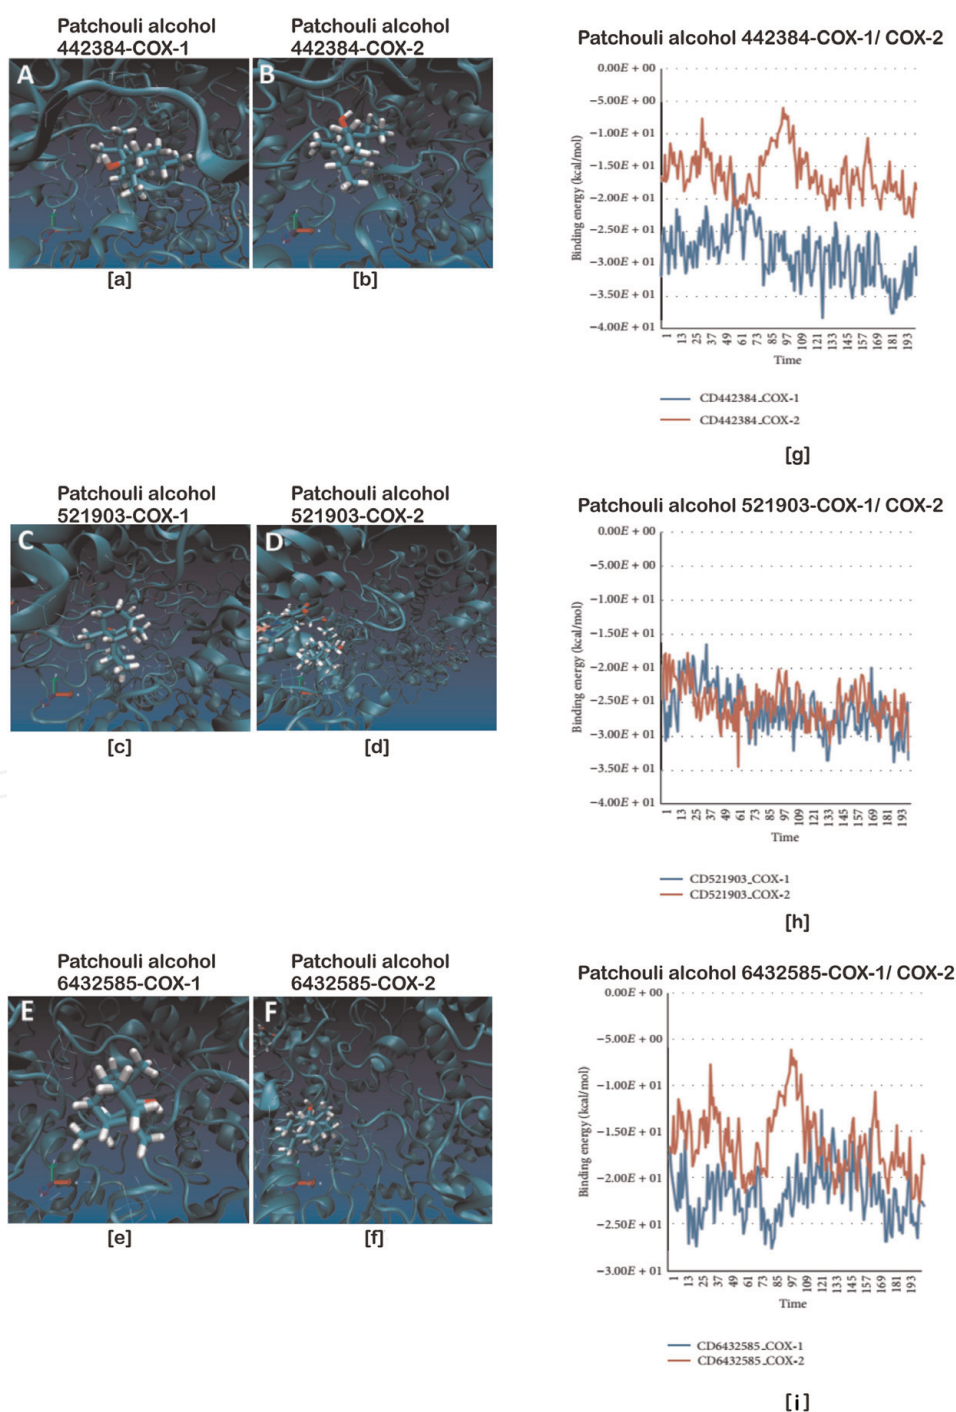 Patchouli alcohol
442384-COX-1
Patchouli alcohol
442384-COX-2
A
B
[a]
[b]
Patchouli alcohol 442384-COX-1/ COX-2
0.00E + 00
−5.00E + 00
−1.00E + 01
−1.50E + 01
−2.00E + 01
−2.50E + 01
−3.00E + 01
−3.50E + 01
−4.00E + 01
Binding energy (kcal/mol)
1 13 25 37 49 61 73 85 97 109 121 133 145 157 169 181 193
Time
CD442384_COX-1
CD442384_COX-2
[g]
Patchouli alcohol
521903-COX-1
Patchouli alcohol
521903-COX-2
C
D
[c]
[d]
Patchouli alcohol 521903-COX-1/ COX-2
0.00E + 00
−5.00E + 00
−1.00E + 01
−1.50E + 01
−2.00E + 01
−2.50E + 01
−3.00E + 01
−3.50E + 01
−4.00E + 01
Binding energy (kcal/mol)
1 13 25 37 49 61 73 85 97 109 121 133 145 157 169 181 193
Time
CD521903_COX-1
CD521903_COX-2
[h]
Patchouli alcohol
6432585-COX-1
Patchouli alcohol
6432585-COX-2
E
F
[e]
[f]
Patchouli alcohol 6432585-COX-1/ COX-2
0.00E + 00
−5.00E + 00
−1.00E + 01
−1.50E + 01
−2.00E + 01
−2.50E + 01
−3.00E + 01
Binding energy (kcal/mol)
1 13 25 37 49 61 73 85 97 109 121 133 145 157 169 181 193
Time
CD6432585_COX-1
CD6432585_COX-2
[i]